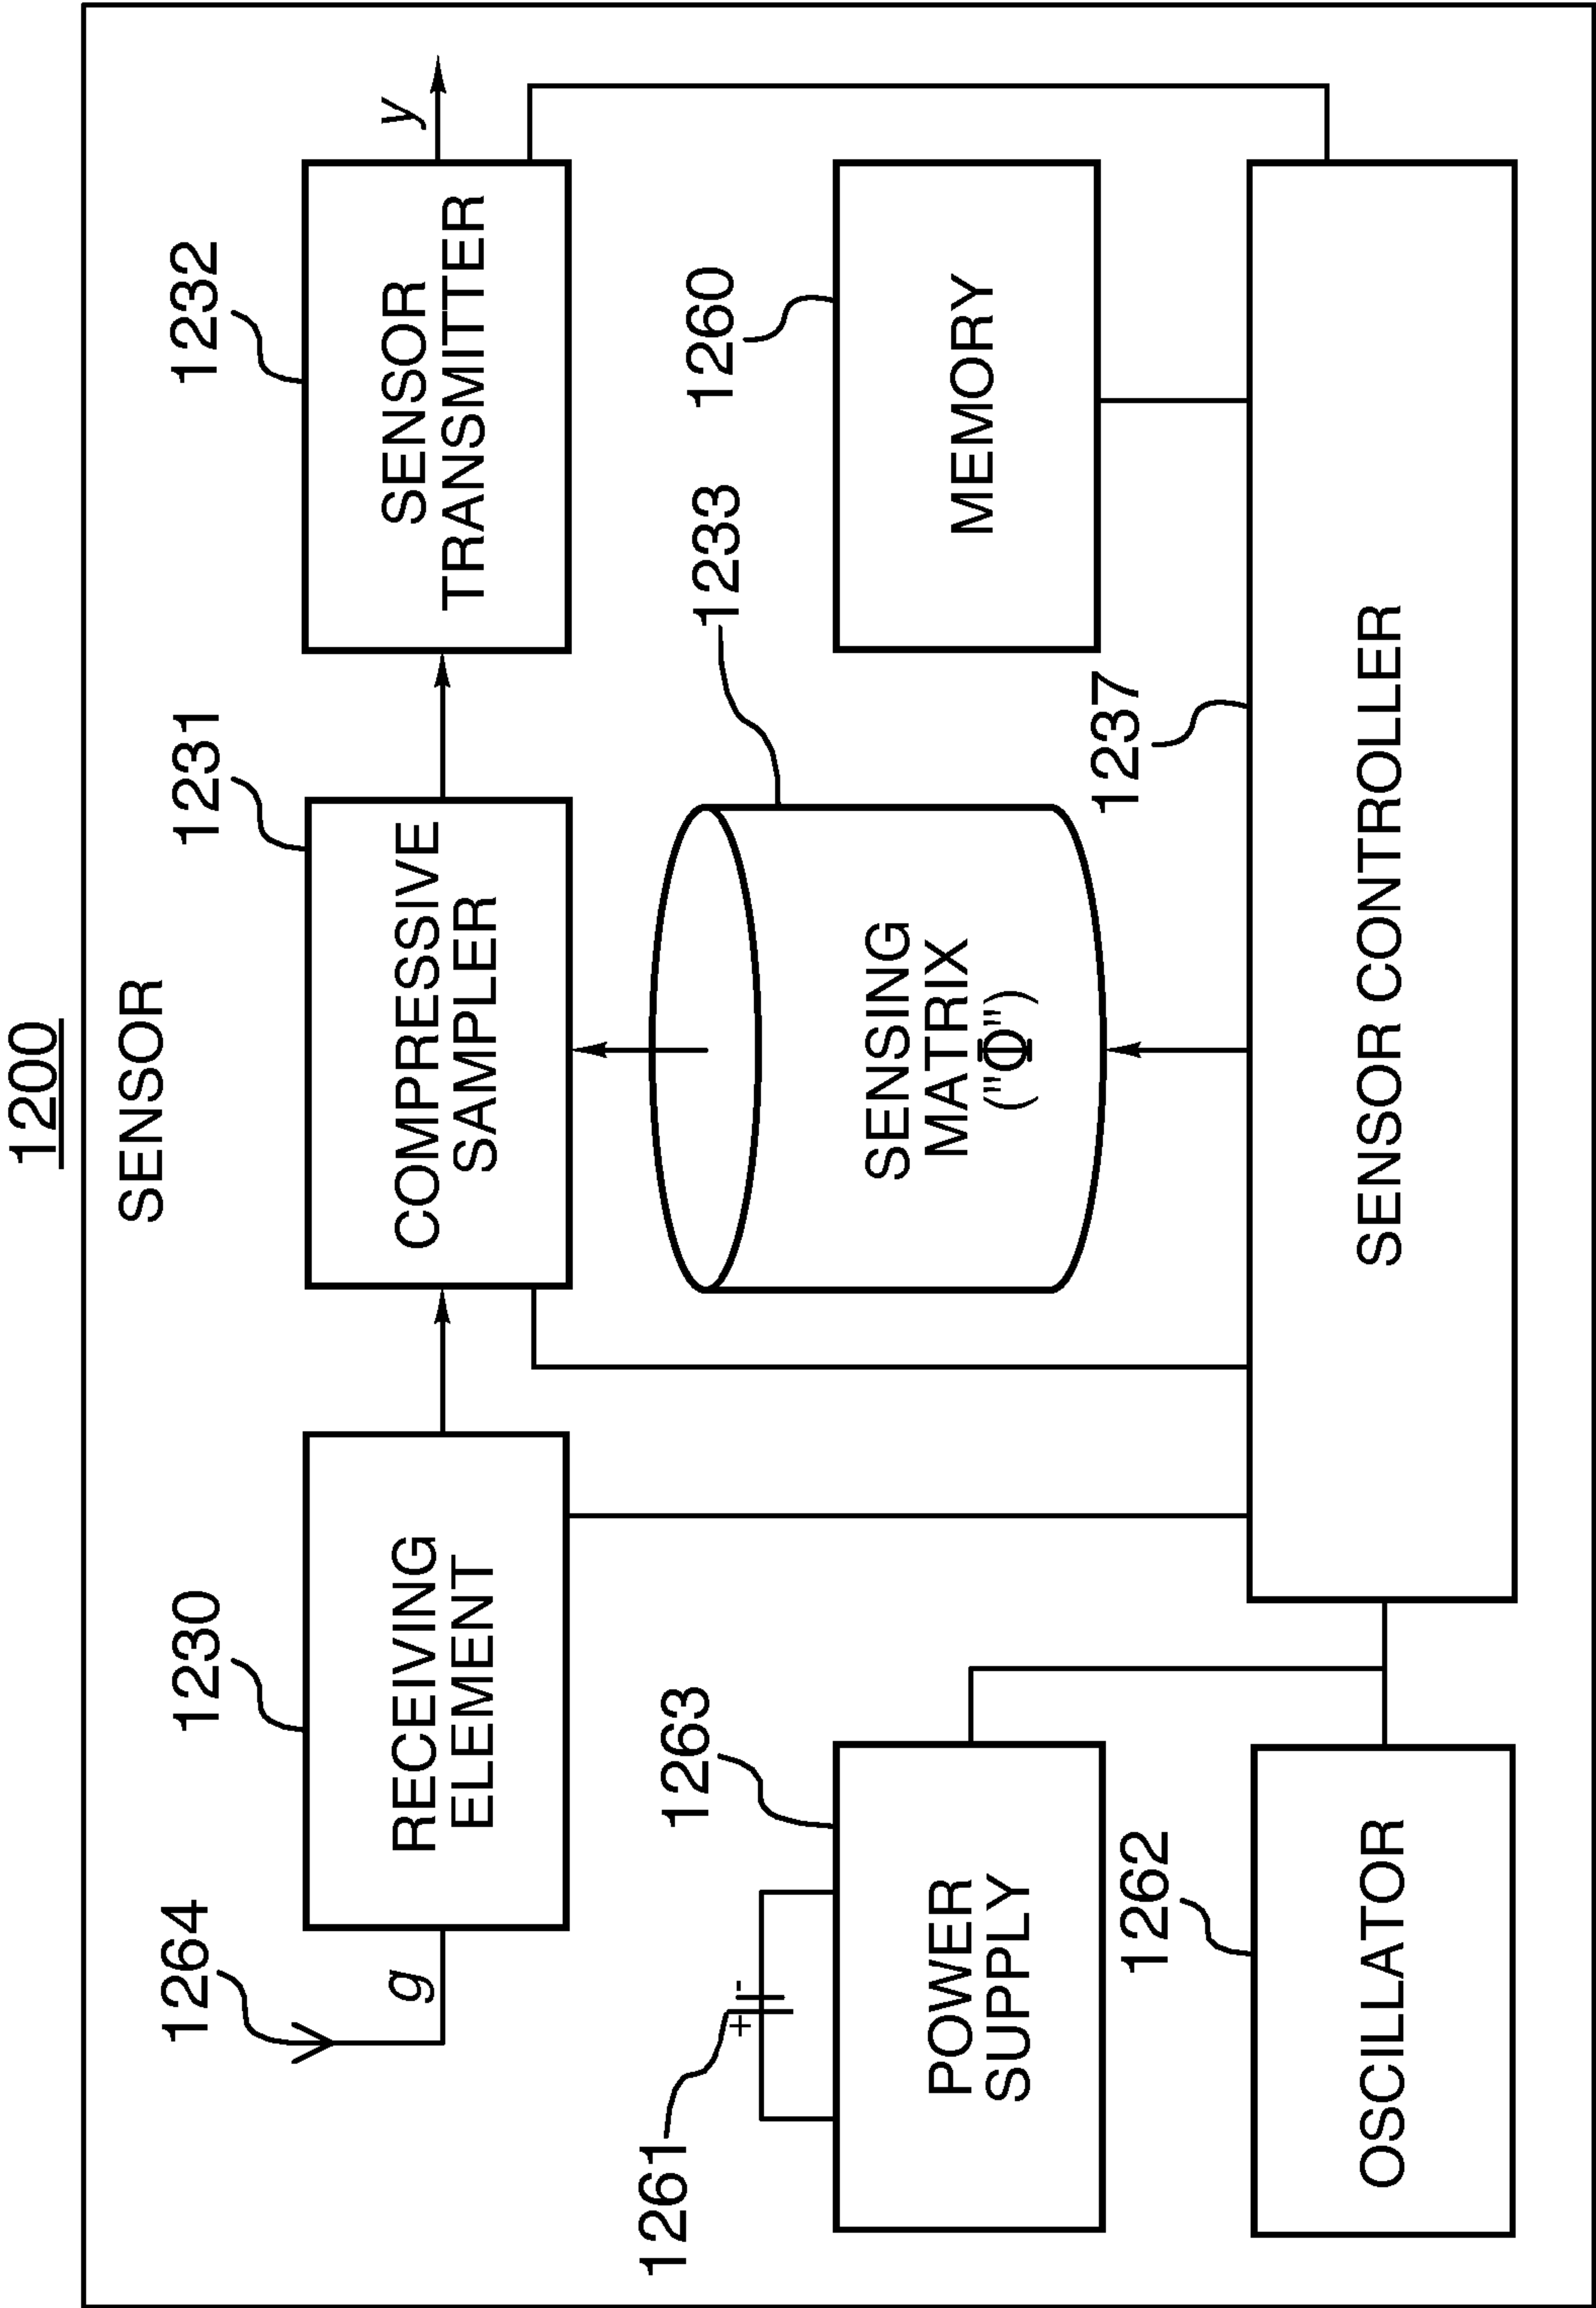 1200
SENSOR
1264
1230
1231
1232
g
RECEIVING
ELEMENT
COMPRESSIVE
SAMPLER
SENSOR
TRANSMITTER
y
1261
+ -
1263
1233
1260
POWER
SUPPLY
SENSING
MATRIX
("Φ")
MEMORY
1262
1237
OSCILLATOR
SENSOR CONTROLLER